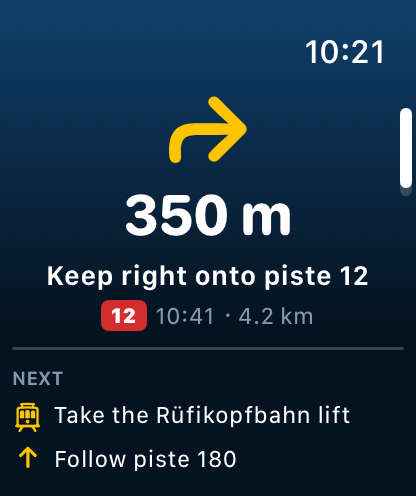 10:21
350 m
Keep right onto piste 12
12 10:41 · 4.2 km
NEXT
Take the Rüfikopfbahn lift
Follow piste 180